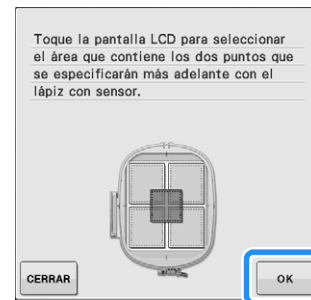 Toque la pantalla LCD para seleccionar
el área que contiene los dos puntos que
se especificarán más adelante con el
lápiz con sensor.
CERRAR
OK